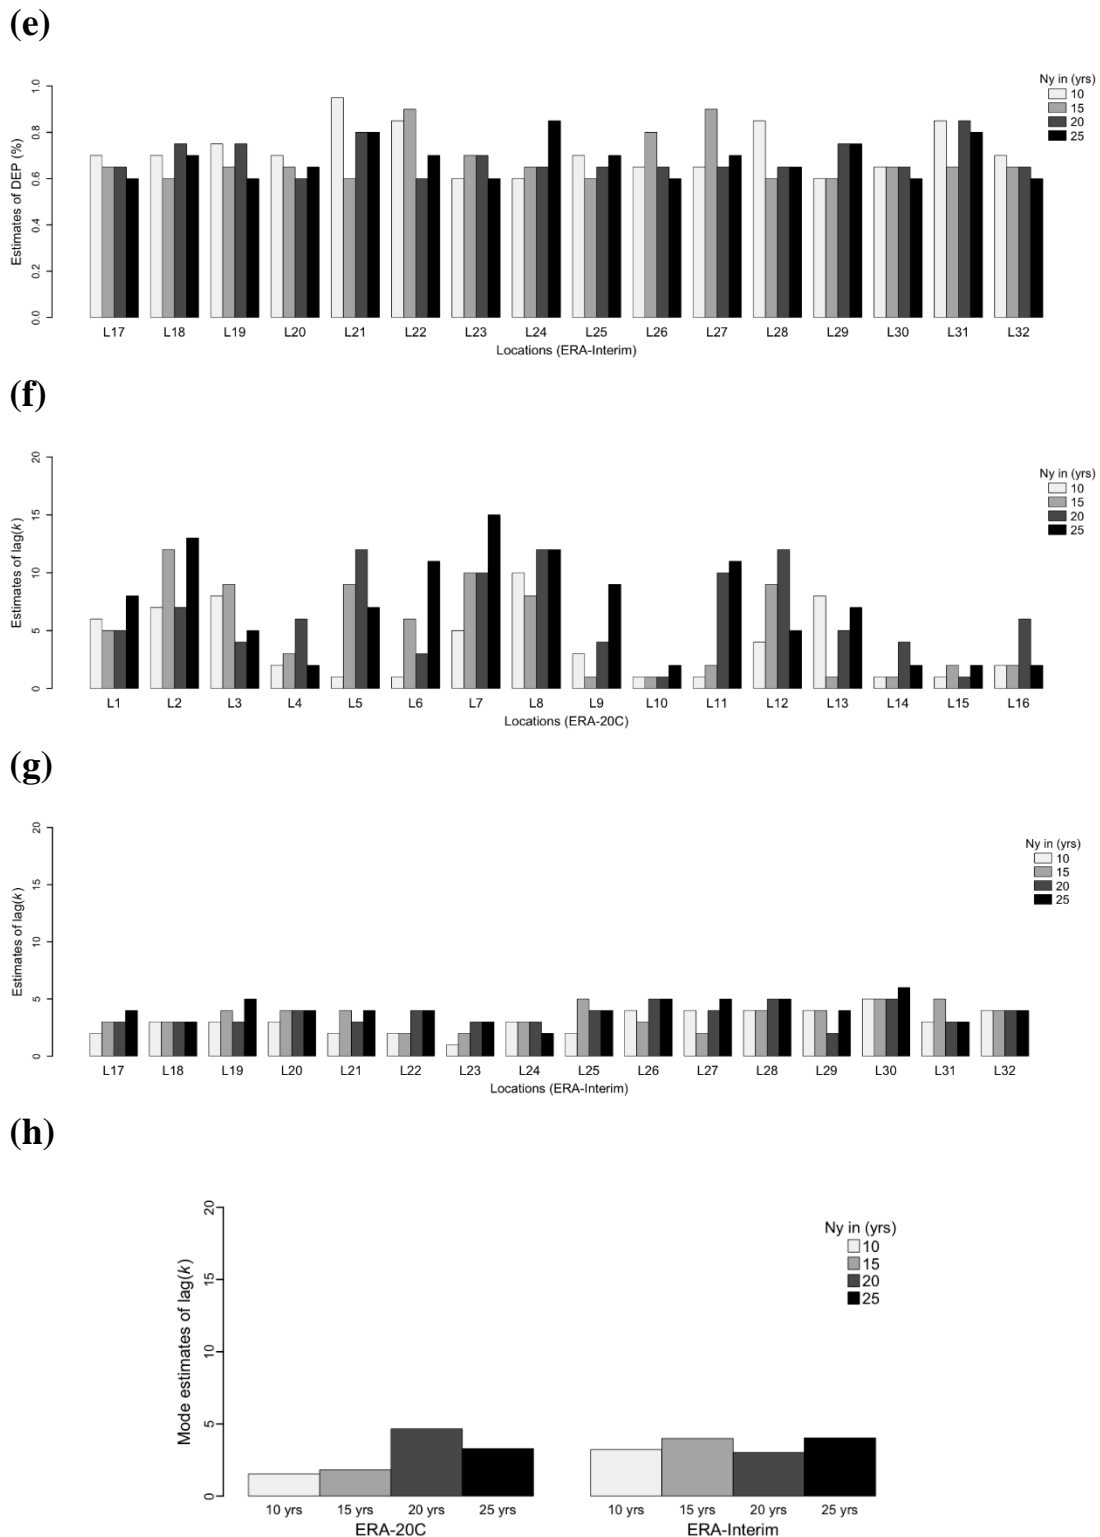 (e)
Ny in (yrs)
10
15
20
25
Estimates of DEP (%)
1.0
0.8
0.6
0.4
0.2
0.0
L17 L18 L19 L20 L21 L22 L23 L24 L25 L26 L27 L28 L29 L30 L31 L32
Locations (ERA-Interim)
(f)
Ny in (yrs)
10
15
20
25
Estimates of lag(k)
20
15
10
5
0
L1 L2 L3 L4 L5 L6 L7 L8 L9 L10 L11 L12 L13 L14 L15 L16
Locations (ERA-20C)
(g)
Ny in (yrs)
10
15
20
25
Estimates of lag(k)
20
15
10
5
0
L17 L18 L19 L20 L21 L22 L23 L24 L25 L26 L27 L28 L29 L30 L31 L32
Locations (ERA-Interim)
(h)
Ny in (yrs)
10
15
20
25
Mode estimates of lag(k)
20
15
10
5
0
10 yrs 15 yrs 20 yrs 25 yrs 10 yrs 15 yrs 20 yrs 25 yrs
ERA-20C ERA-Interim